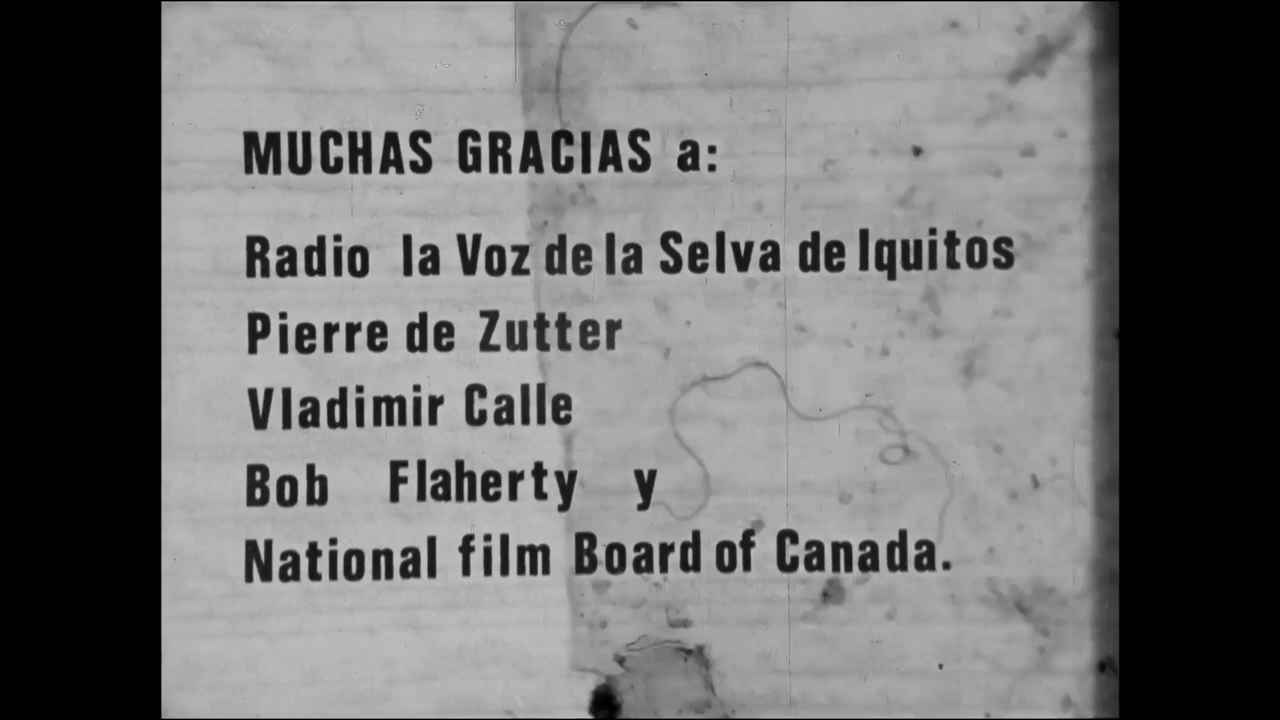 MUCHAS GRACIAS a:
Radio la Voz de la Selva de Iquitos
Pierre de Zutter
Vladimir Calle
Bob Flaherty y
National film Board of Canada.